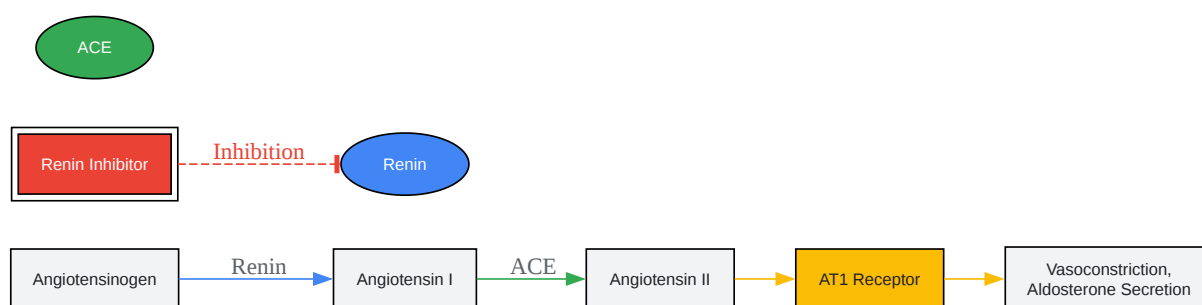 ACE
Renin Inhibitor
Inhibition
Renin
Angiotensinogen
Renin
Angiotensin I
ACE
Angiotensin II
AT1 Receptor
Vasoconstriction,
Aldosterone Secretion